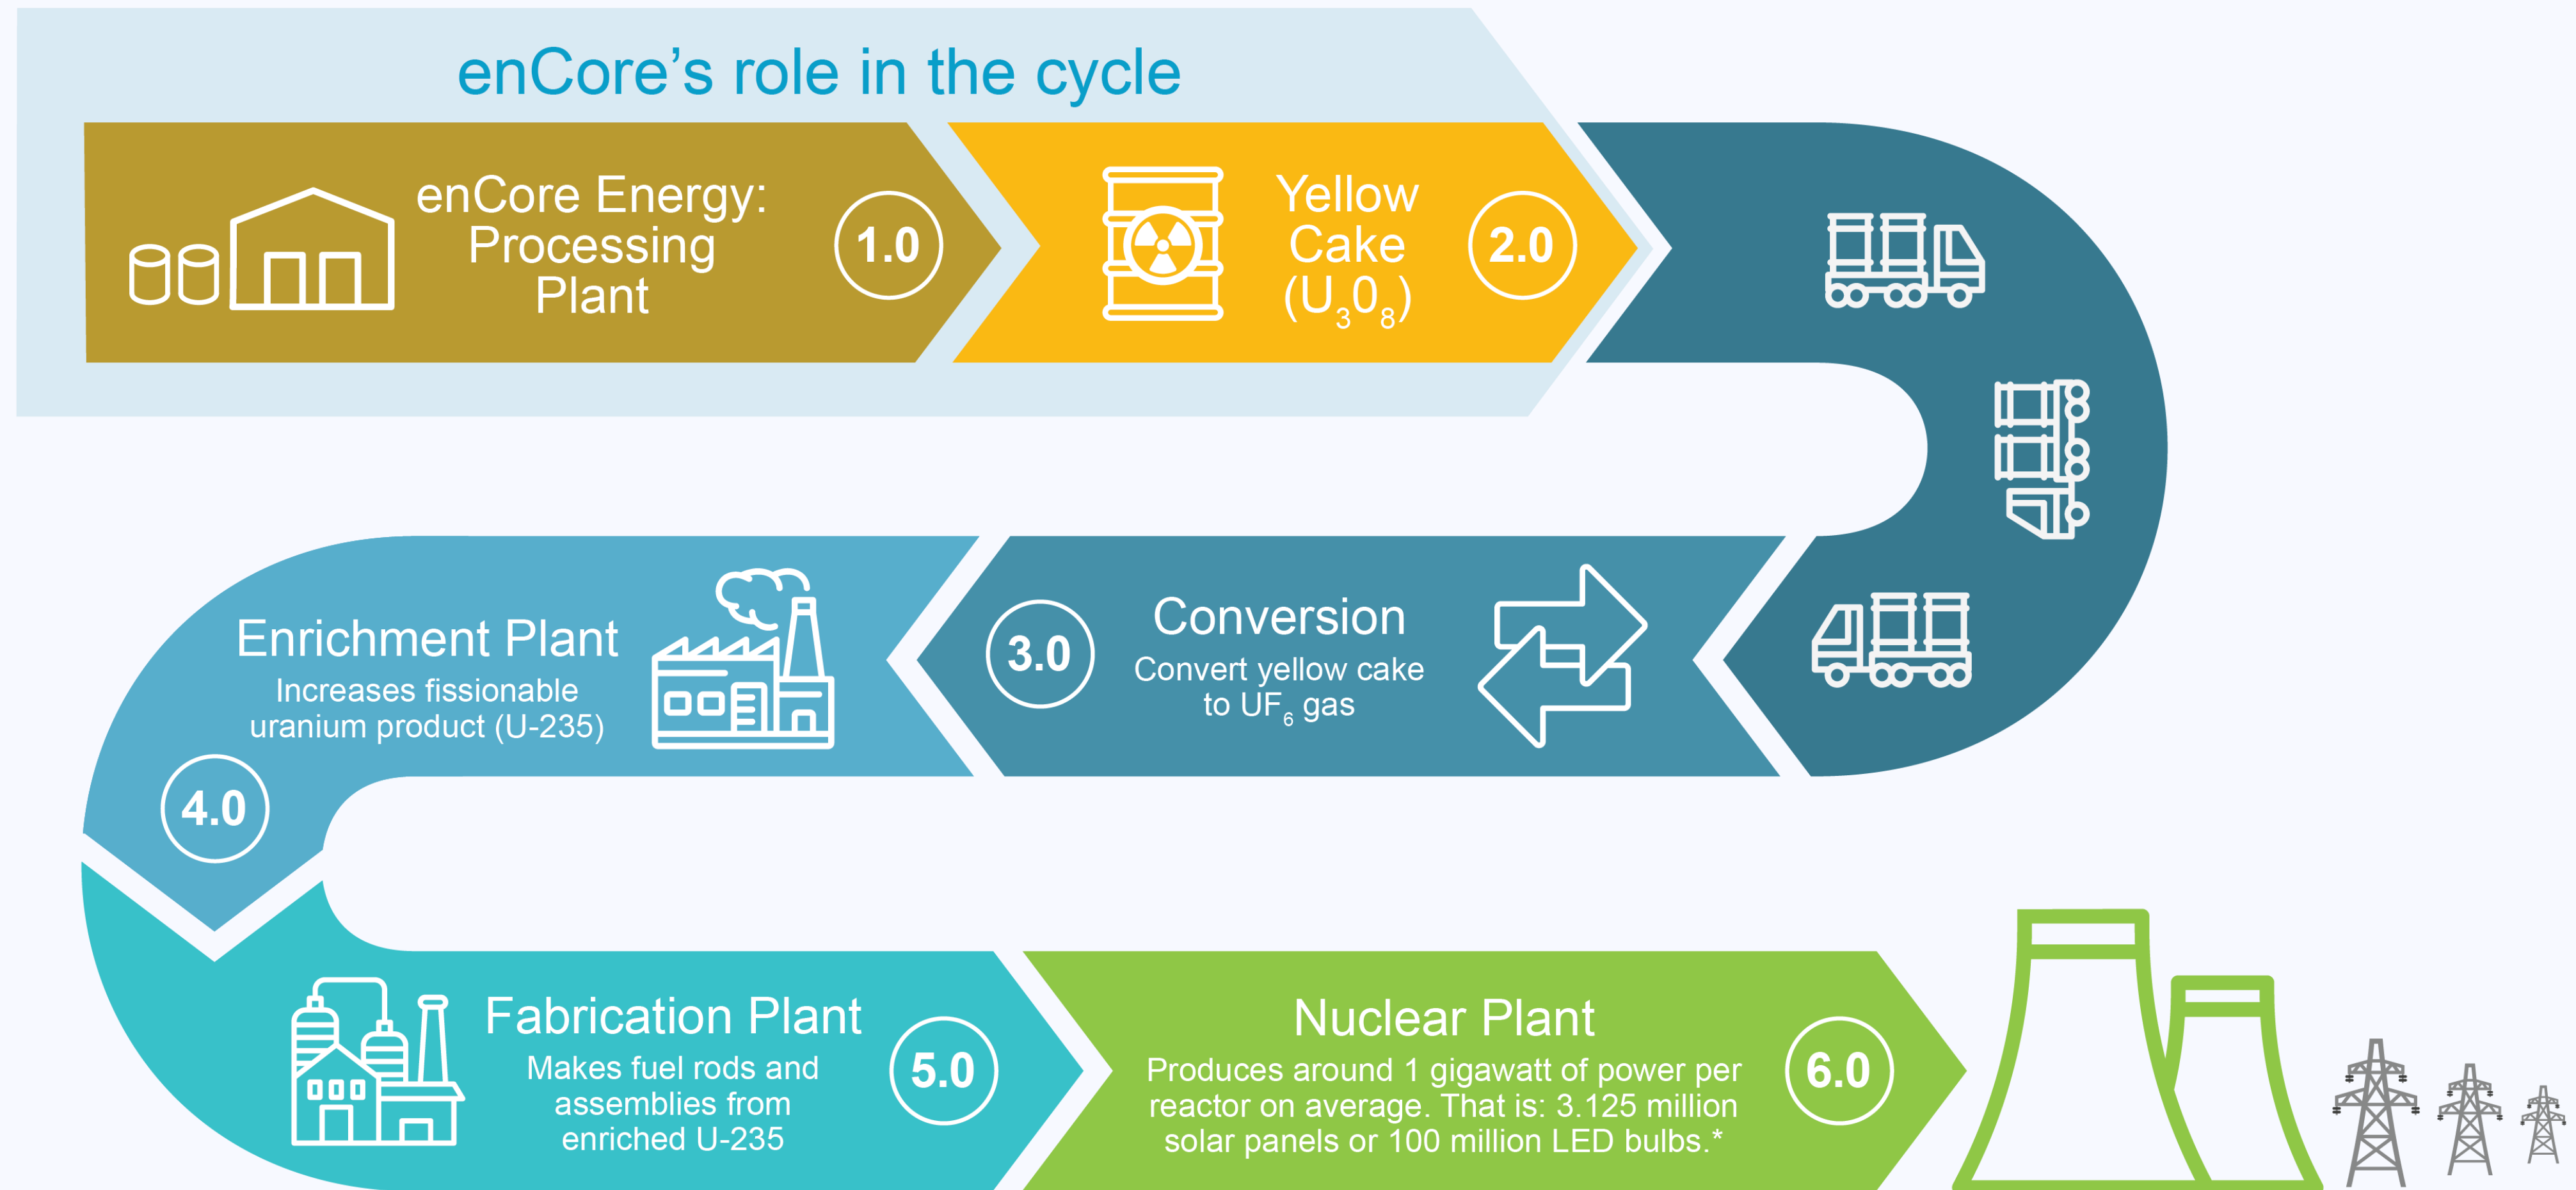 enCore’s role in the cycle
enCore Energy:
Processing
Plant
1.0
Yellow
Cake
(U₃0₈)
2.0
Conversion
Convert yellow cake
to UF₆ gas
3.0
Enrichment Plant
Increases fissionable
uranium product (U-235)
4.0
Fabrication Plant
Makes fuel rods and
assemblies from
enriched U-235
5.0
Nuclear Plant
Produces around 1 gigawatt of power per
reactor on average. That is: 3.125 million
solar panels or 100 million LED bulbs.*
6.0